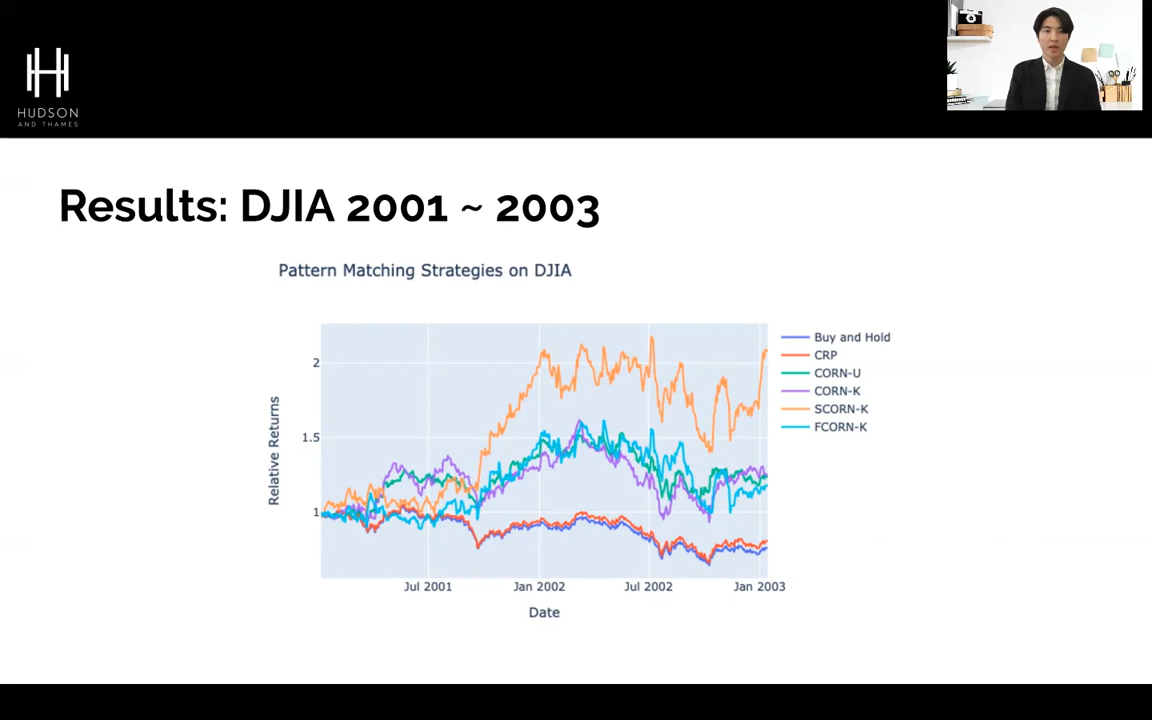 HUDSON
AND THAMES
Results: DJIA 2001 ~ 2003
Pattern Matching Strategies on DJIA
Relative Returns
2
1.5
1
Jul 2001
Jan 2002
Jul 2002
Jan 2003
Date
Buy and Hold
CRP
CORN-U
CORN-K
SCORN-K
FCORN-K